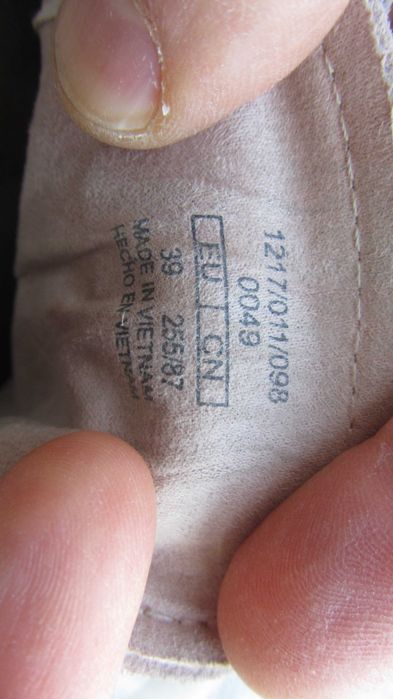 1217/011/098
0049
EU | CN
39 255/87
MADE IN VIETNAM
HECHO EN VIETNAM